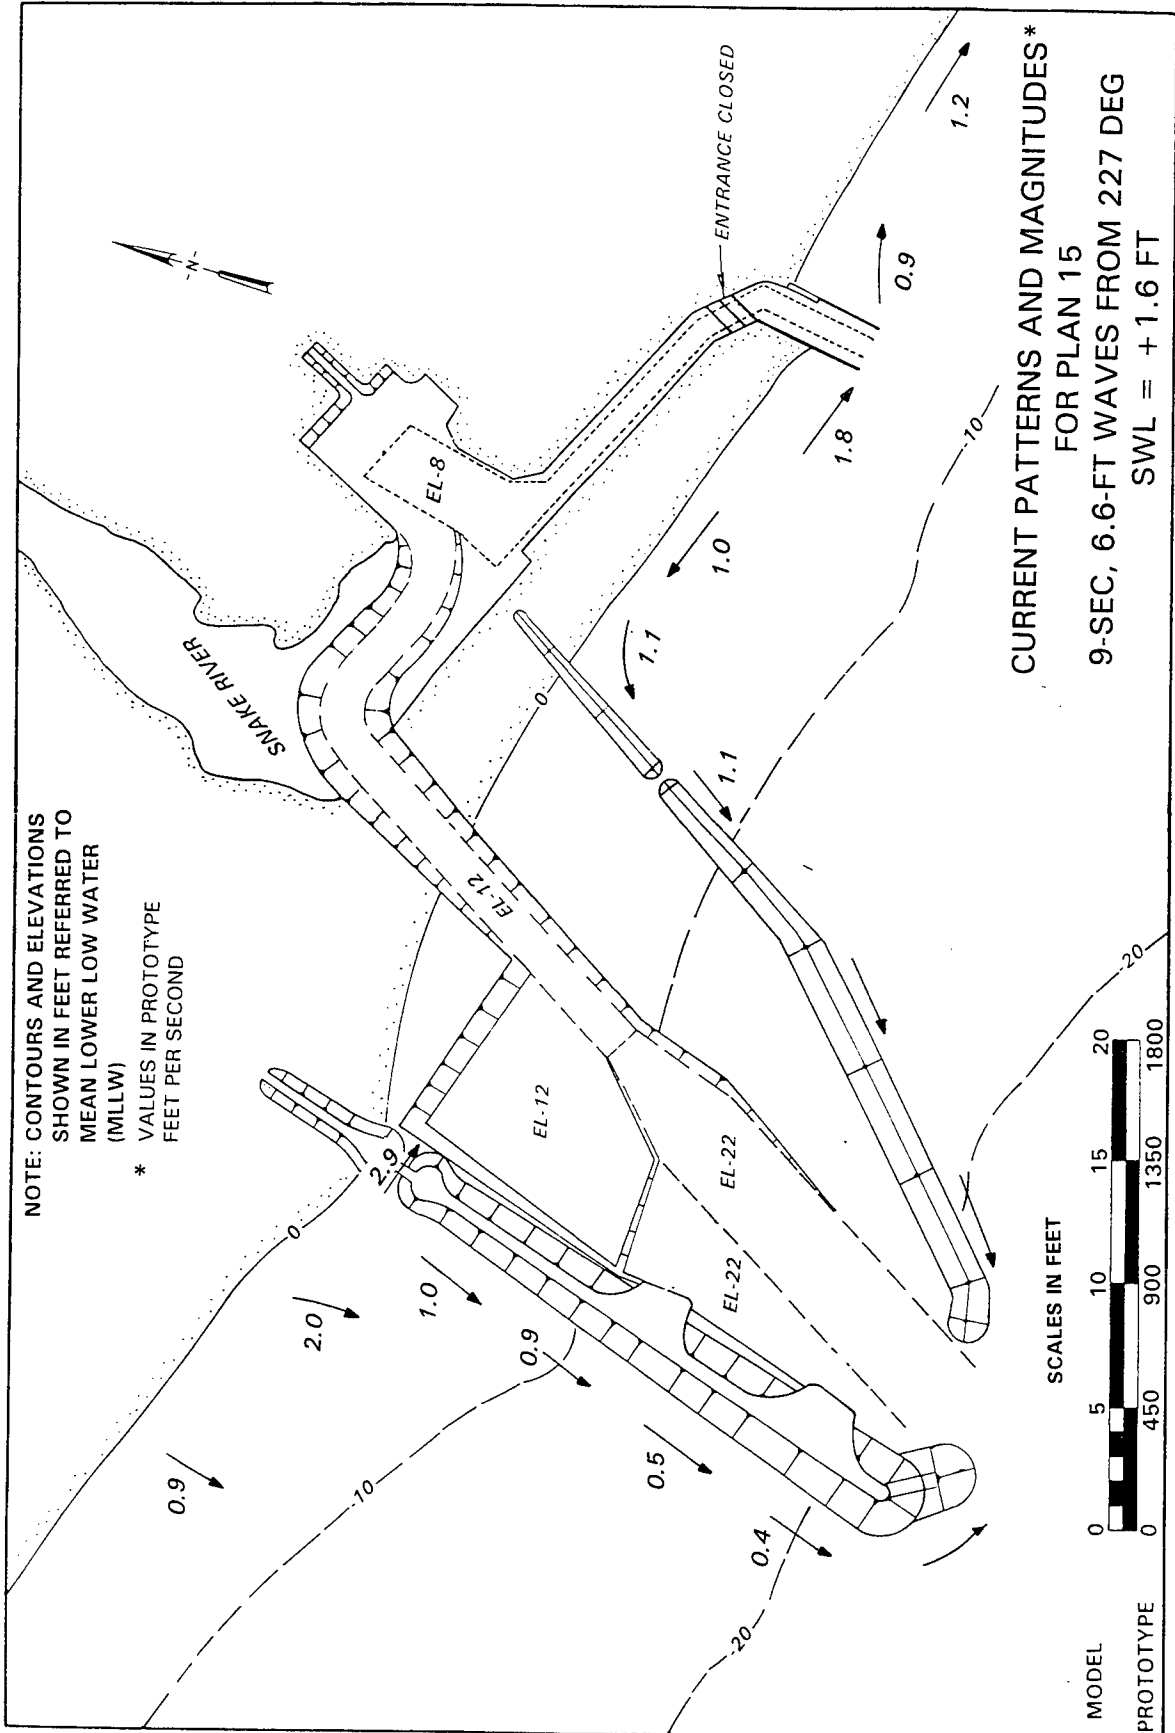 NOTE: CONTOURS AND ELEVATIONS
SHOWN IN FEET REFERRED TO
MEAN LOWER LOW WATER
(MLLW)
* VALUES IN PROTOTYPE
FEET PER SECOND
SNAKE RIVER
-N-
ENTRANCE CLOSED
EL-8
EL-12
EL-12
EL-22
EL-22
0
0
-10
-10
-20
-20
0.9
2.0
2.9
1.0
0.9
0.5
0.4
1.1
1.1
1.0
1.8
0.9
1.2
SCALES IN FEET
MODEL 0 5 10 15 20
PROTOTYPE 0 450 900 1350 1800
CURRENT PATTERNS AND MAGNITUDES*
FOR PLAN 15
9-SEC, 6.6-FT WAVES FROM 227 DEG
SWL = +1.6 FT